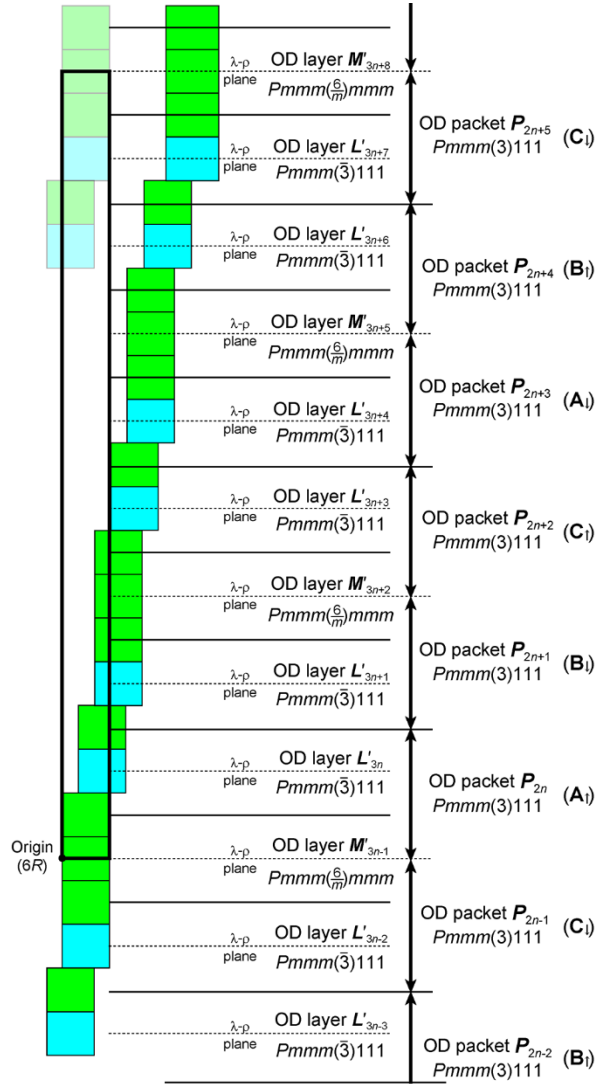 λ-ρ
plane
OD layer M'₃ₙ₊₈
Pmmm(6/m)mmm
OD packet P₂ₙ₊₅
Pmmm(3)111
(C↓)
λ-ρ
plane
OD layer L'₃ₙ₊₇
Pmmm(3̅)111
λ-ρ
plane
OD layer L'₃ₙ₊₆
Pmmm(3̅)111
OD packet P₂ₙ₊₄
Pmmm(3)111
(B↑)
λ-ρ
plane
OD layer M'₃ₙ₊₅
Pmmm(6/m)mmm
OD packet P₂ₙ₊₃
Pmmm(3)111
(A↓)
λ-ρ
plane
OD layer L'₃ₙ₊₄
Pmmm(3̅)111
λ-ρ
plane
OD layer L'₃ₙ₊₃
Pmmm(3̅)111
OD packet P₂ₙ₊₂
Pmmm(3)111
(C↑)
λ-ρ
plane
OD layer M'₃ₙ₊₂
Pmmm(6/m)mmm
OD packet P₂ₙ₊₁
Pmmm(3)111
(B↓)
λ-ρ
plane
OD layer L'₃ₙ₊₁
Pmmm(3̅)111
λ-ρ
plane
OD layer L'₃ₙ
Pmmm(3̅)111
OD packet P₂ₙ
Pmmm(3)111
(A↑)
Origin
(6R)
λ-ρ
plane
OD layer M'₃ₙ₋₁
Pmmm(6/m)mmm
OD packet P₂ₙ₋₁
Pmmm(3)111
(C↓)
λ-ρ
plane
OD layer L'₃ₙ₋₂
Pmmm(3̅)111
λ-ρ
plane
OD layer L'₃ₙ₋₃
Pmmm(3̅)111
OD packet P₂ₙ₋₂
Pmmm(3)111
(B↑)